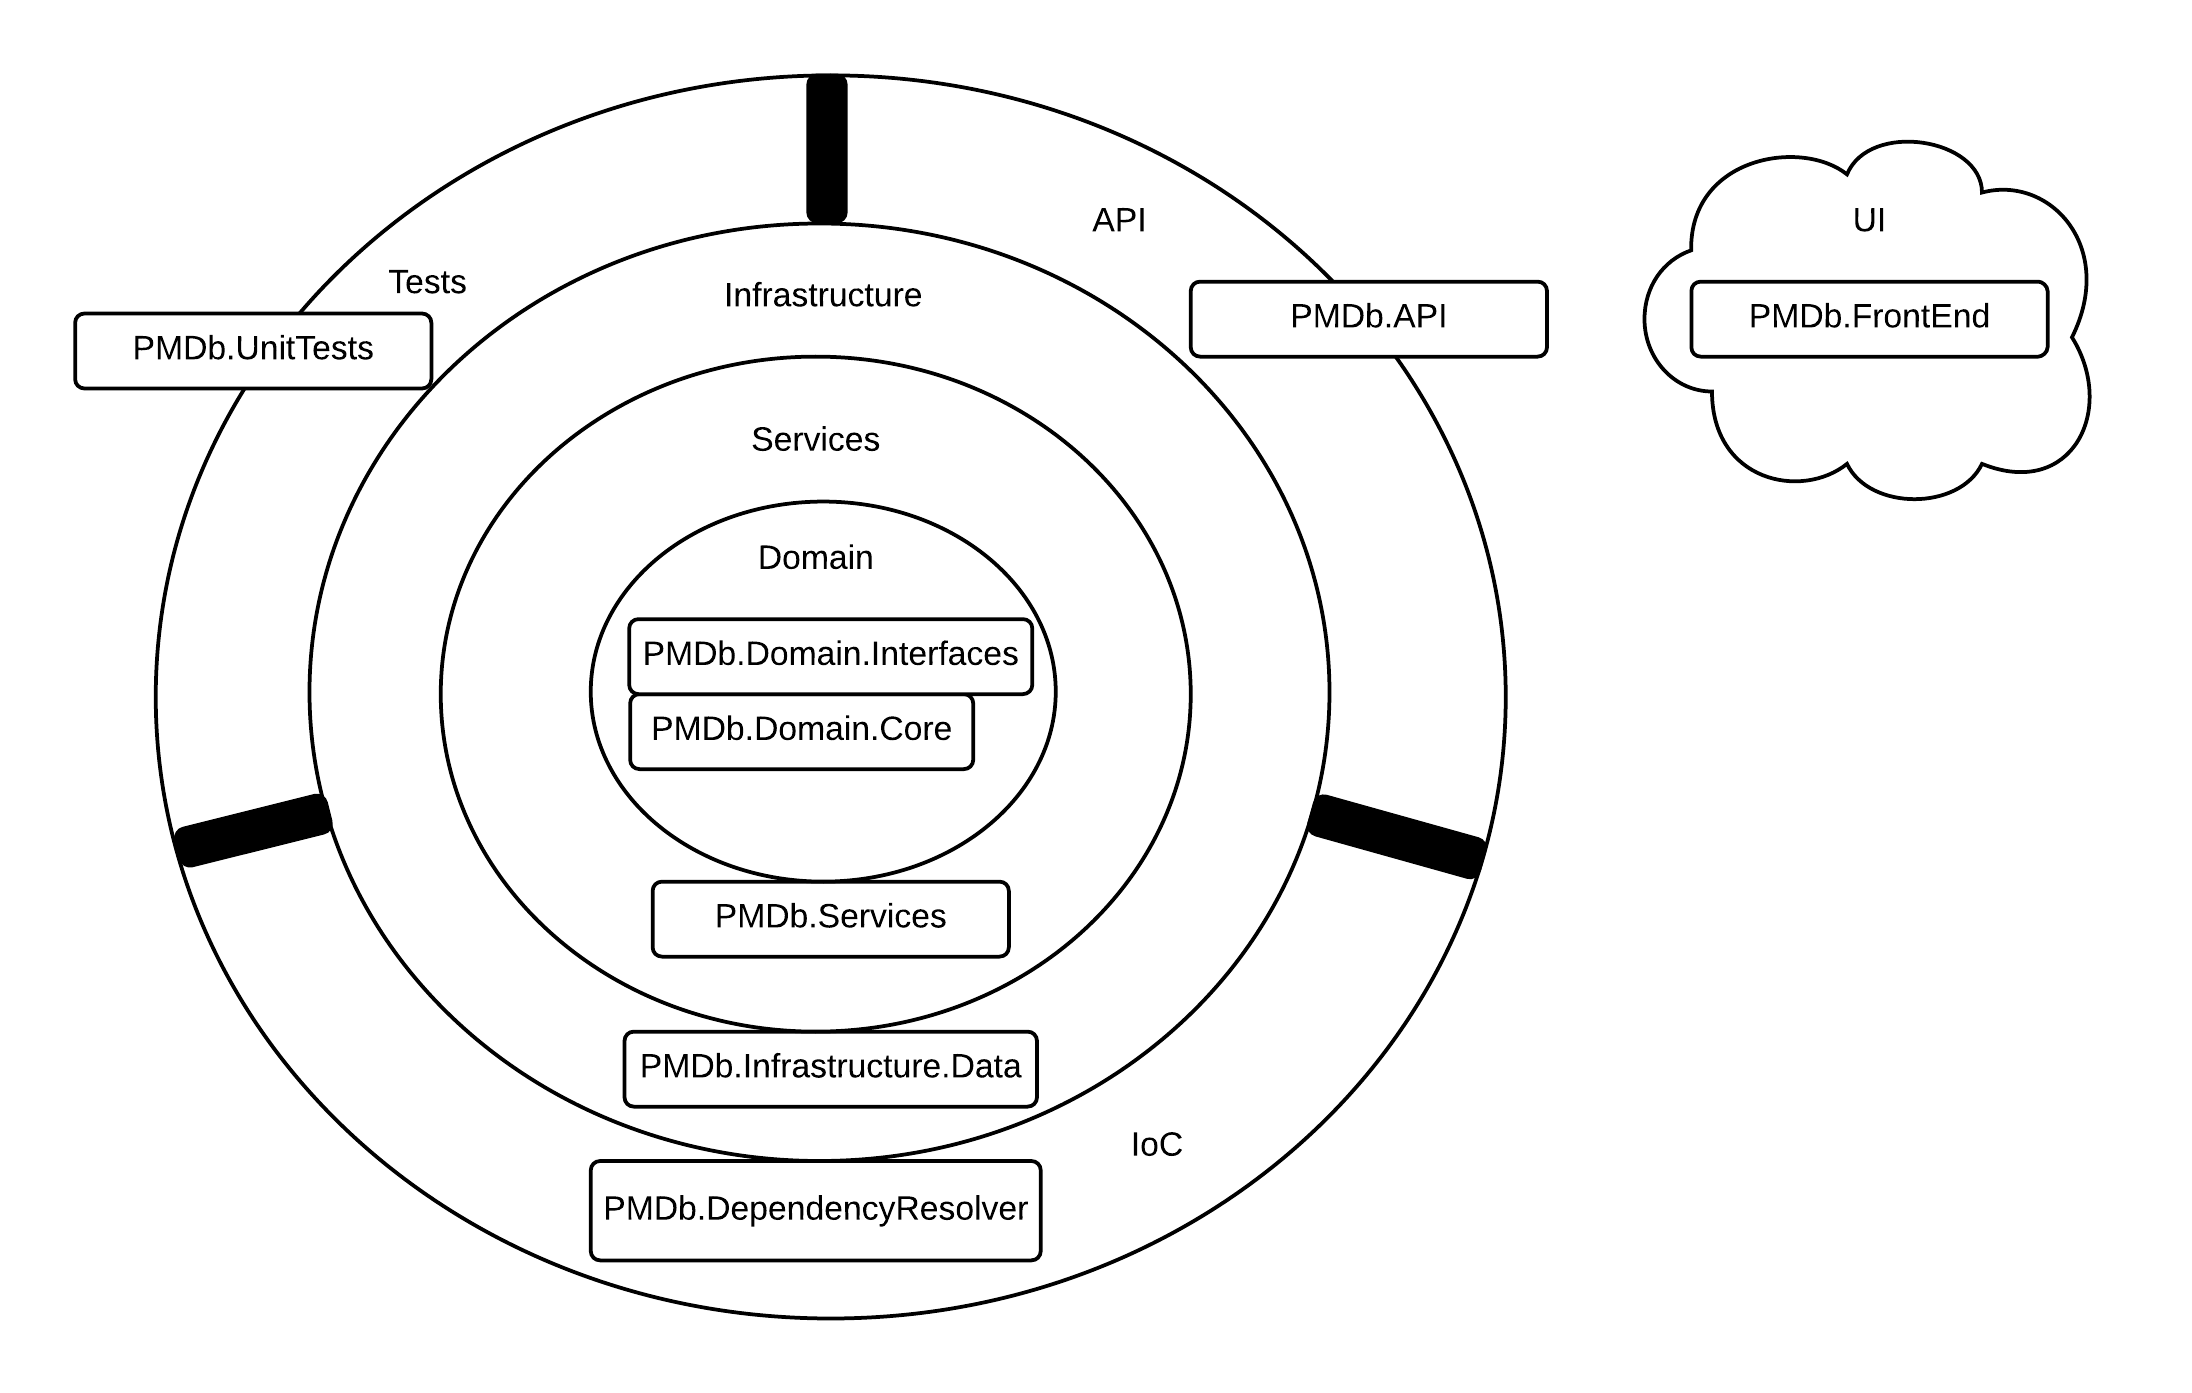 API
UI
Tests
Infrastructure
PMDb.API
PMDb.FrontEnd
PMDb.UnitTests
Services
Domain
PMDb.Domain.Interfaces
PMDb.Domain.Core
PMDb.Services
PMDb.Infrastructure.Data
IoC
PMDb.DependencyResolver